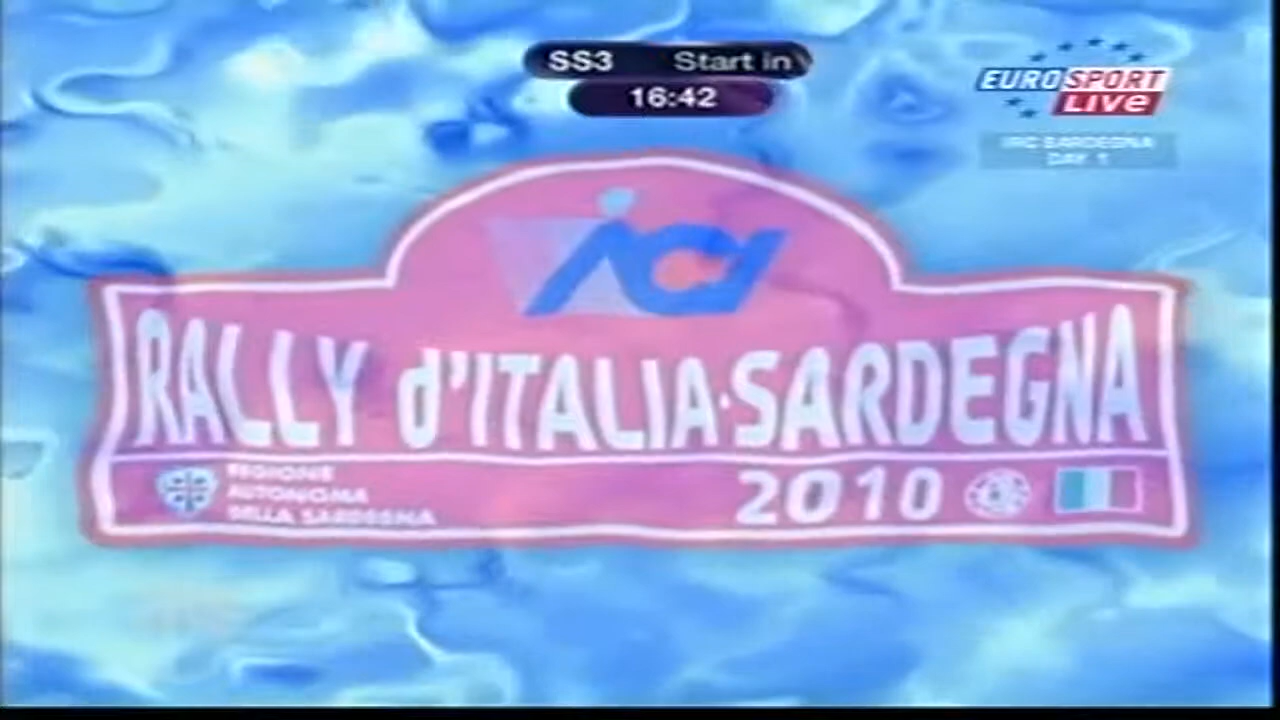 SS3 Start in
16:42
EUROSPORT
LIVE
IRC SARDEGNA
DAY 1
ACI
RALLY d'ITALIA·SARDEGNA
REGIONE
AUTONOMA
DELLA SARDEGNA
2010